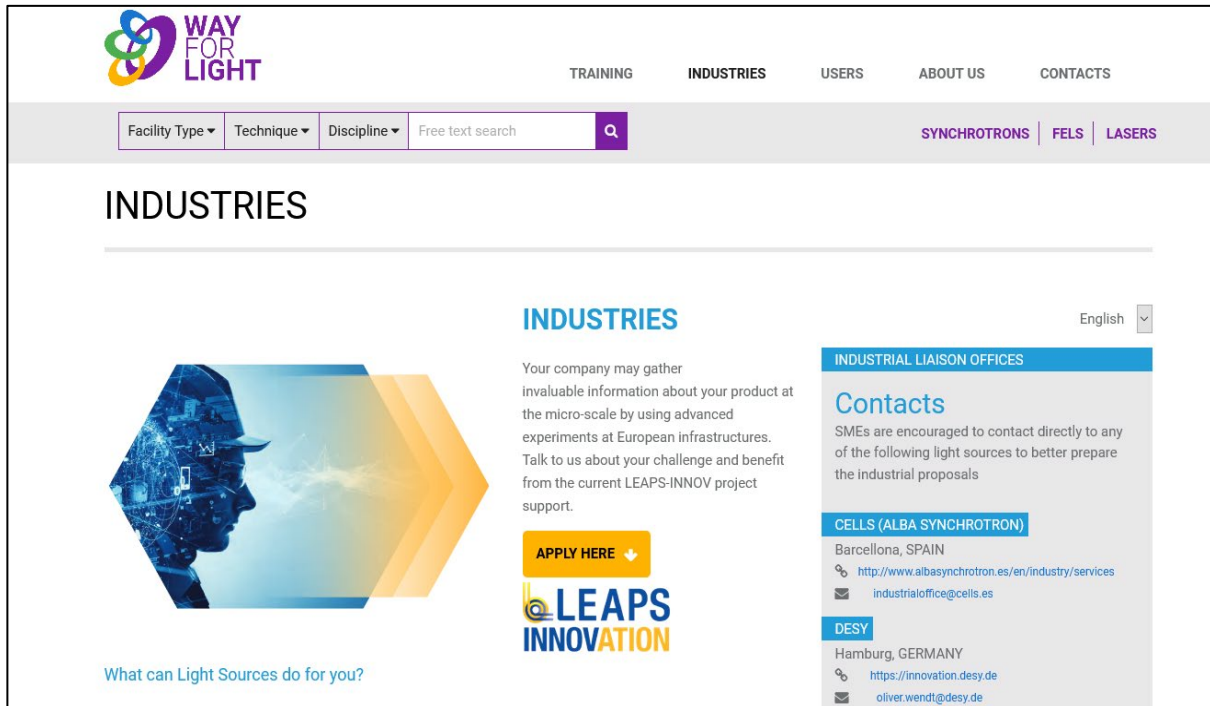 WAY
FOR
LIGHT
TRAINING INDUSTRIES USERS ABOUT US CONTACTS
Facility Type Technique Discipline Free text search
SYNCHROTRONS FELS LASERS
INDUSTRIES
INDUSTRIES
Your company may gather
invaluable information about your product at
the micro-scale by using advanced
experiments at European infrastructures.
Talk to us about your challenge and benefit
from the current LEAPS-INNOV project
support.
APPLY HERE
LEAPS
INNOVATION
What can Light Sources do for you?
English
INDUSTRIAL LIAISON OFFICES
Contacts
SMEs are encouraged to contact directly to any
of the following light sources to better prepare
the industrial proposals
CELLS (ALBA SYNCHROTRON)
Barcellona, SPAIN
http://www.albasynchrotron.es/en/industry/services
industrialoffice@cells.es
DESY
Hamburg, GERMANY
https://innovation.desy.de
oliver.wendt@desy.de